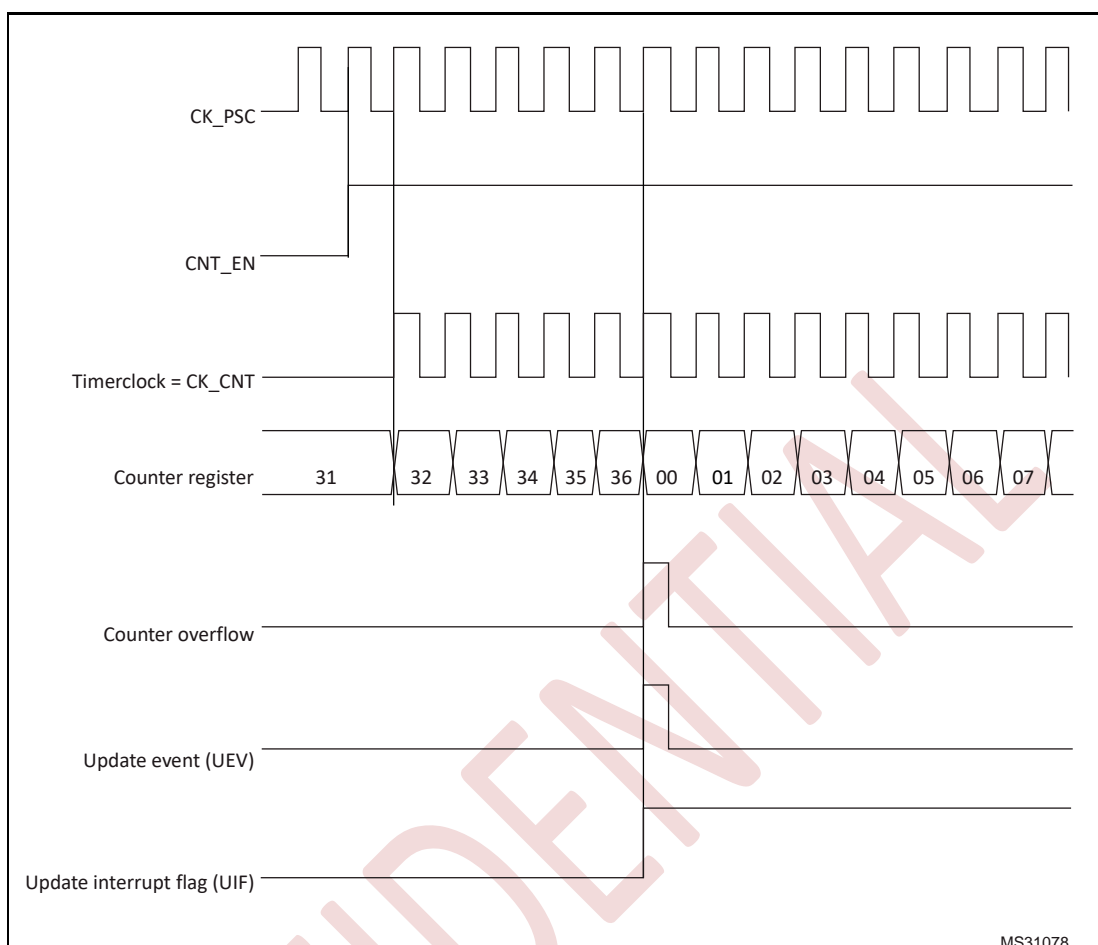 CK_PSC
CNT_EN
Timerclock = CK_CNT
Counter register 31 32 33 34 35 36 00 01 02 03 04 05 06 07
Counter overflow
Update event (UEV)
Update interrupt flag (UIF)
MS31078